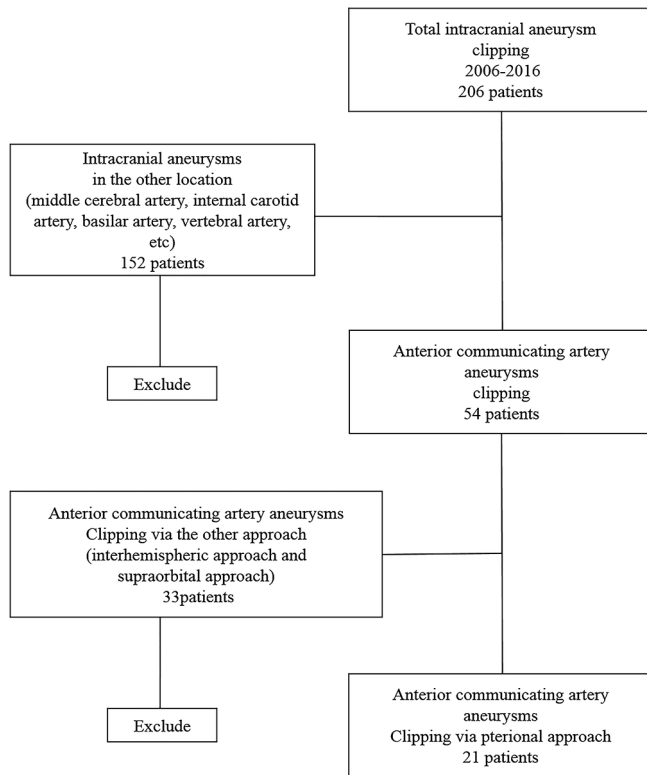 Total intracranial aneurysm
clipping
2006-2016
206 patients
Intracranial aneurysms
in the other location
(middle cerebral artery, internal carotid
artery, basilar artery, vertebral artery,
etc)
152 patients
Exclude
Anterior communicating artery
aneurysms
clipping
54 patients
Anterior communicating artery aneurysms
Clipping via the other approach
(interhemispheric approach and
supraorbital approach)
33patients
Exclude
Anterior communicating artery
aneurysms
Clipping via pterional approach
21 patients